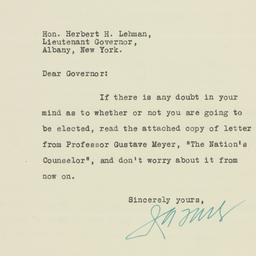 Hon. Herbert H. Lehman,
Lieutenant Governor,
Albany, New York.
Dear Governor:
If there is any doubt in your
mind as to whether or not you are going to
be elected, read the attached copy of letter
from Professor Gustave Meyer, "The Nation's
Counselor", and don't worry about it from
now on.
Sincerely yours,